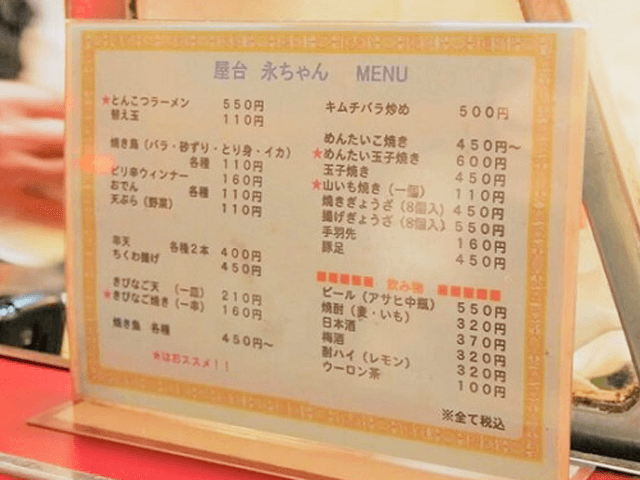 屋台 永ちゃん MENU
★とんこつラーメン 550円
替え玉 110円
焼き鳥（バラ・砂ずり・とり身・イカ）
各種 110円
ピリ辛ウィンナー 160円
おでん 各種 110円
天ぷら（野菜） 110円
串天 各種2本 400円
ちくわ揚げ 450円
きびなご天（一皿） 210円
★きびなご焼き（一串） 160円
焼き魚 各種 450円～
★はおススメ！！
キムチバラ炒め 500円
めんたいこ焼き 450円～
★めんたい玉子焼き 600円
玉子焼き 450円
★山いも焼き（一個） 110円
焼きぎょうざ（8個入） 450円
揚げぎょうざ（8個入） 550円
手羽先 160円
豚足 450円
■■■■■ 飲み物 ■■■■■
ビール（アサヒ中瓶） 550円
焼酎（麦・いも） 320円
日本酒 370円
梅酒 320円
酎ハイ（レモン） 320円
ウーロン茶 100円
※全て税込